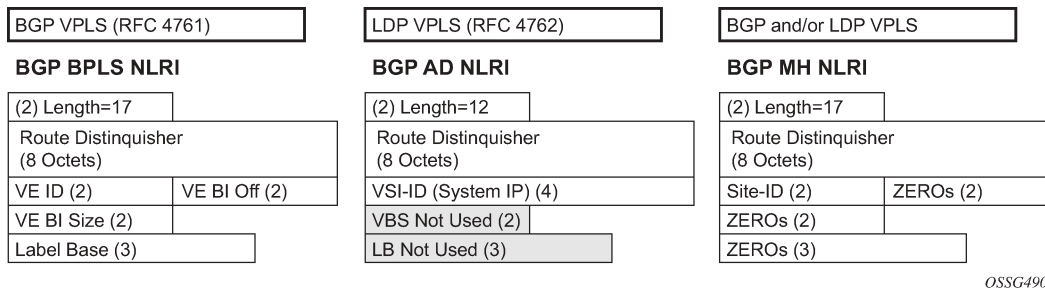 BGP VPLS (RFC 4761)
BGP BPLS NLRI
(2) Length=17
Route Distinquisher
(8 Octets)
VE ID (2)
VE BI Off (2)
VE BI Size (2)
Label Base (3)
LDP VPLS (RFC 4762)
BGP AD NLRI
(2) Length=12
Route Distinquisher
(8 Octets)
VSI-ID (System IP) (4)
VBS Not Used (2)
LB Not Used (3)
BGP and/or LDP VPLS
BGP MH NLRI
(2) Length=17
Route Distinquisher
(8 Octets)
Site-ID (2)
ZEROs (2)
ZEROs (2)
ZEROs (3)
OSSG490